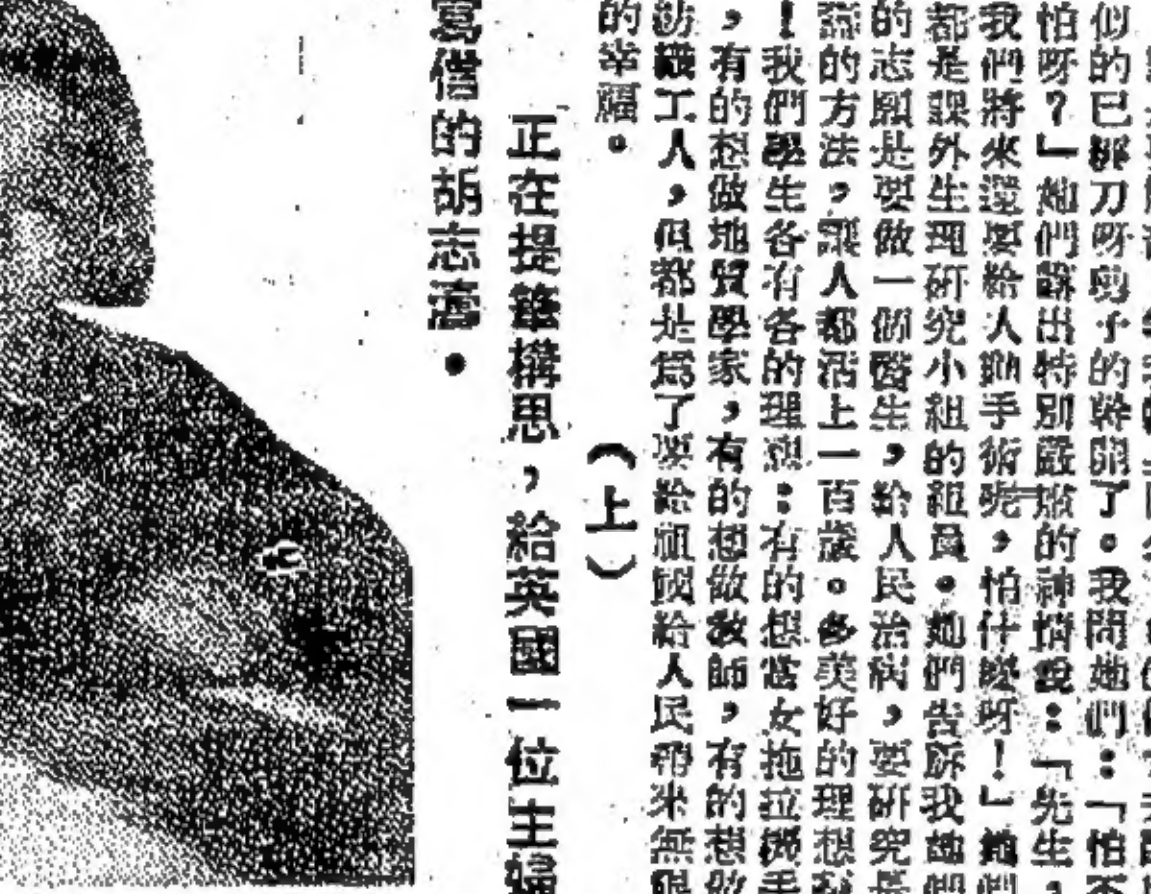 似的已挪刀呀剪子的幹開了。我問她們：「怕不
怕呀？」她們露出特別嚴肅的神情說：「先生，
我們將來還要給人動手術呢，怕什麼呀！」她們
都是課外生理研究小組的組員。她們告訴我她們
的志願是要做一個醫生，給人民治病，要研究長
的方法，讓人都活上一百歲。多美好的理想
！我們學生各有各的理想：有的想當女拖拉機手
，有的想做地質學家，有的想做教師，有的想做
紡織工人，但都是爲了要給祖國給人民帶來無限
的幸福。
（上）
正在提筆構思，給英國一位主婦
寫信的胡志濤。